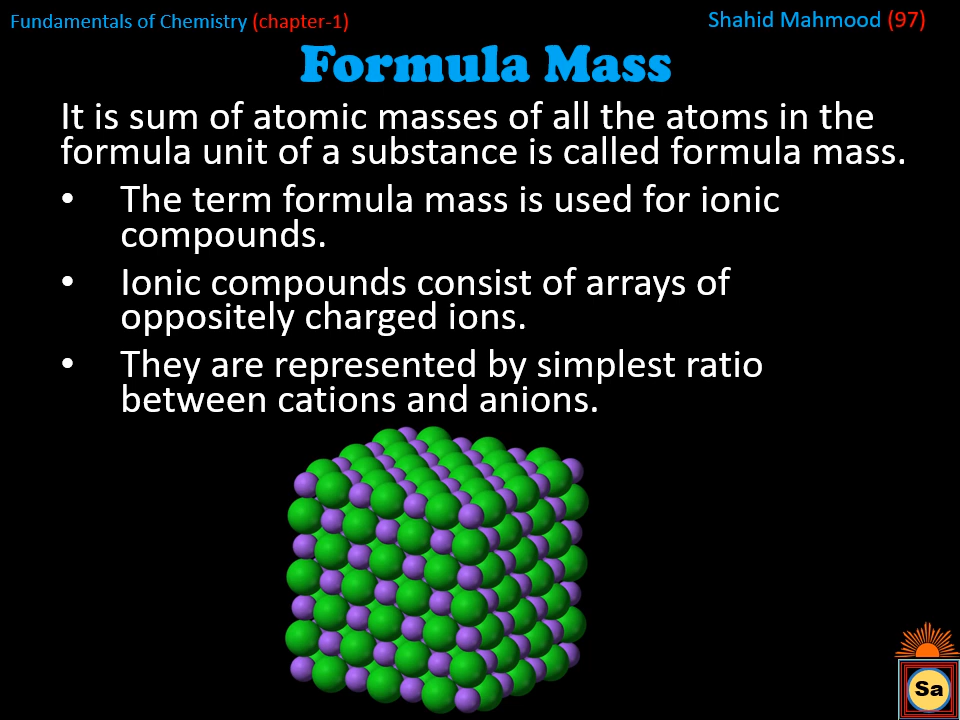 Fundamentals of Chemistry (chapter-1)
Shahid Mahmood (97)
Formula Mass
It is sum of atomic masses of all the atoms in the
formula unit of a substance is called formula mass.
• The term formula mass is used for ionic
compounds.
• Ionic compounds consist of arrays of
oppositely charged ions.
• They are represented by simplest ratio
between cations and anions.
Sa